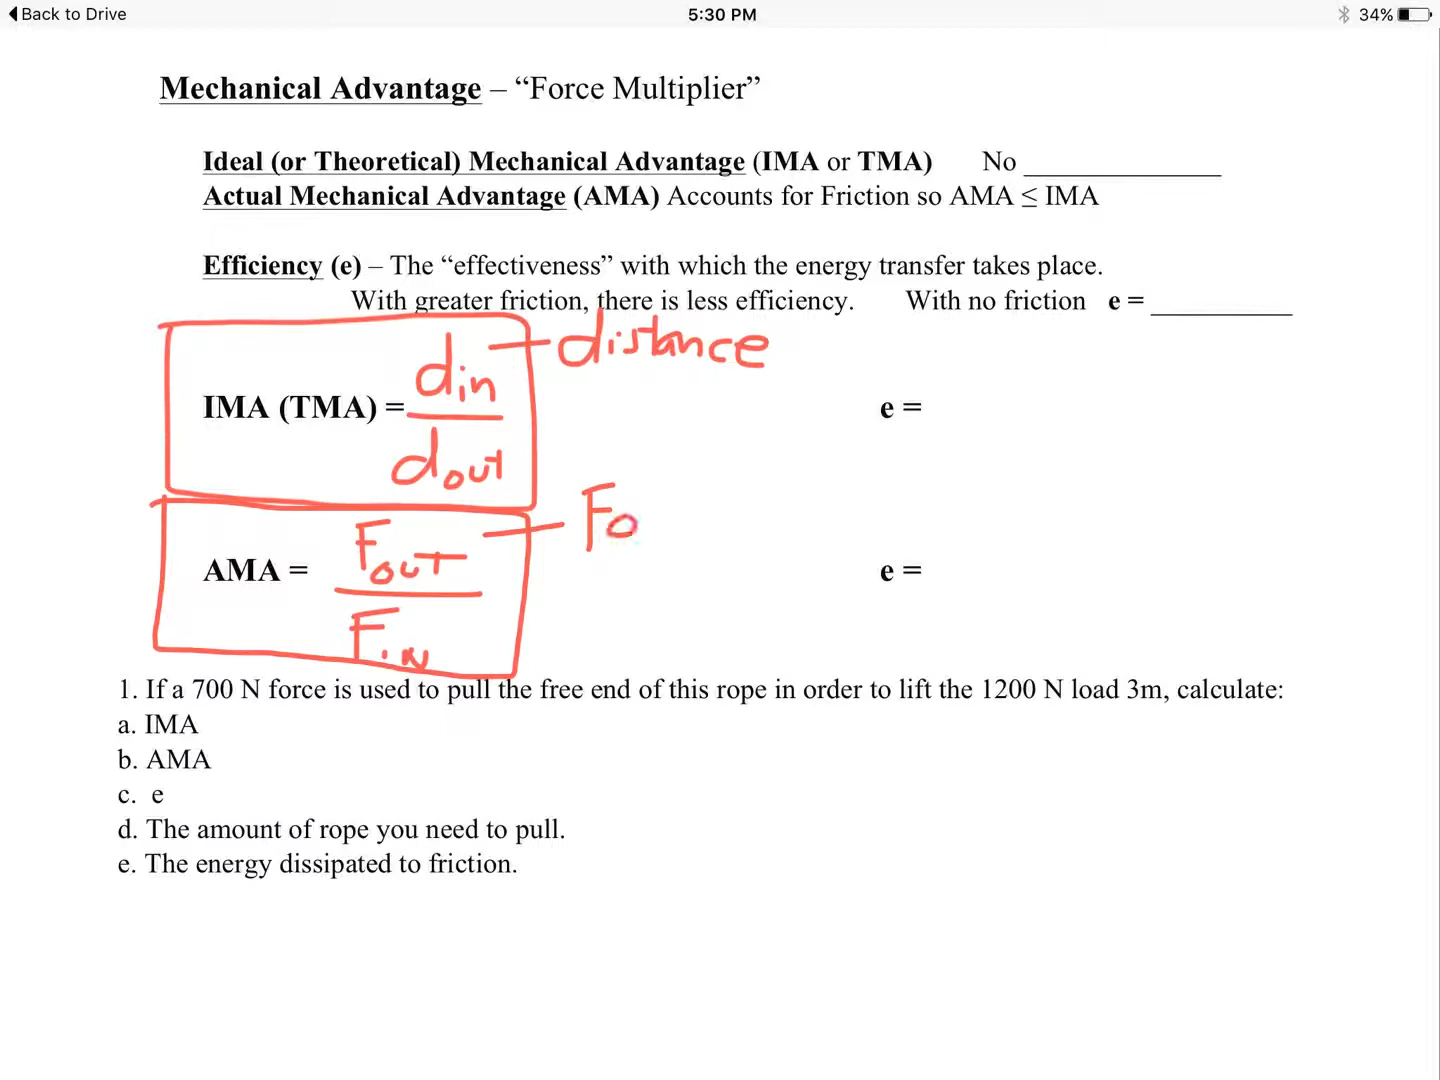 Back to Drive 5:30 PM 34%
Mechanical Advantage – “Force Multiplier”
Ideal (or Theoretical) Mechanical Advantage (IMA or TMA) No ______________
Actual Mechanical Advantage (AMA) Accounts for Friction so AMA ≤ IMA
Efficiency (e) – The “effectiveness” with which the energy transfer takes place.
With greater friction, there is less efficiency. With no friction e = __________
din distance
IMA (TMA) = e =
dout
Fout Fo
AMA = e =
Fin
1. If a 700 N force is used to pull the free end of this rope in order to lift the 1200 N load 3m, calculate:
a. IMA
b. AMA
c. e
d. The amount of rope you need to pull.
e. The energy dissipated to friction.